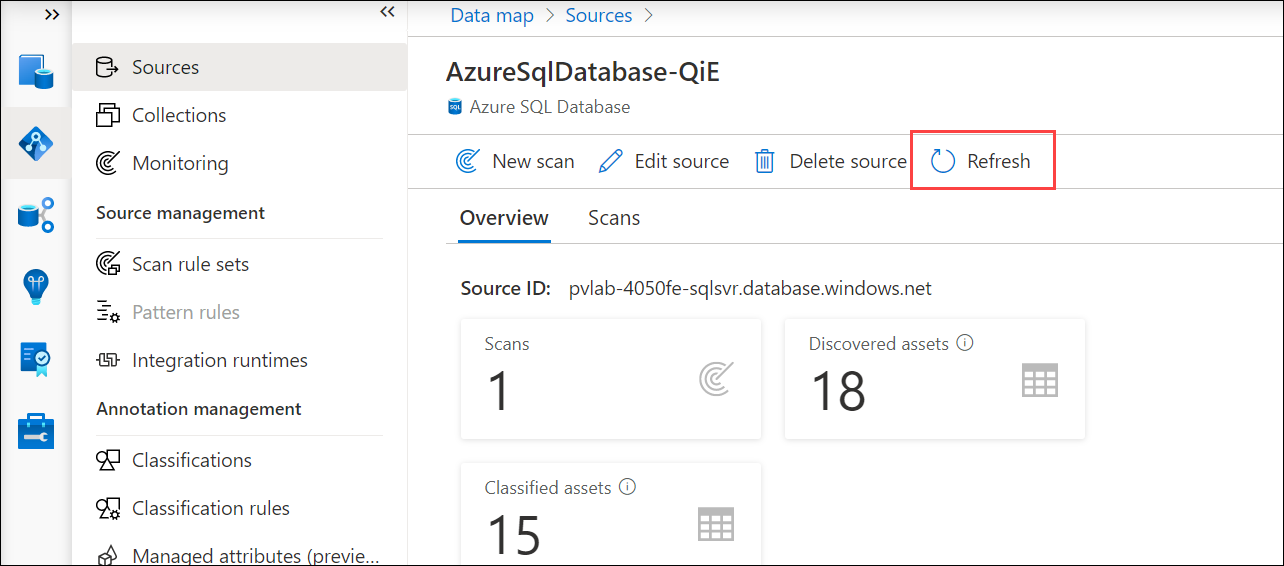 Data map > Sources >
Sources
Collections
Monitoring
Source management
Scan rule sets
Pattern rules
Integration runtimes
Annotation management
Classifications
Classification rules
Managed attributes (previe...
AzureSqlDatabase-QiE
SQL Azure SQL Database
New scan Edit source Delete source Refresh
Overview Scans
Source ID: pvlab-4050fe-sqlsvr.database.windows.net
Scans
1
Discovered assets
18
Classified assets
15